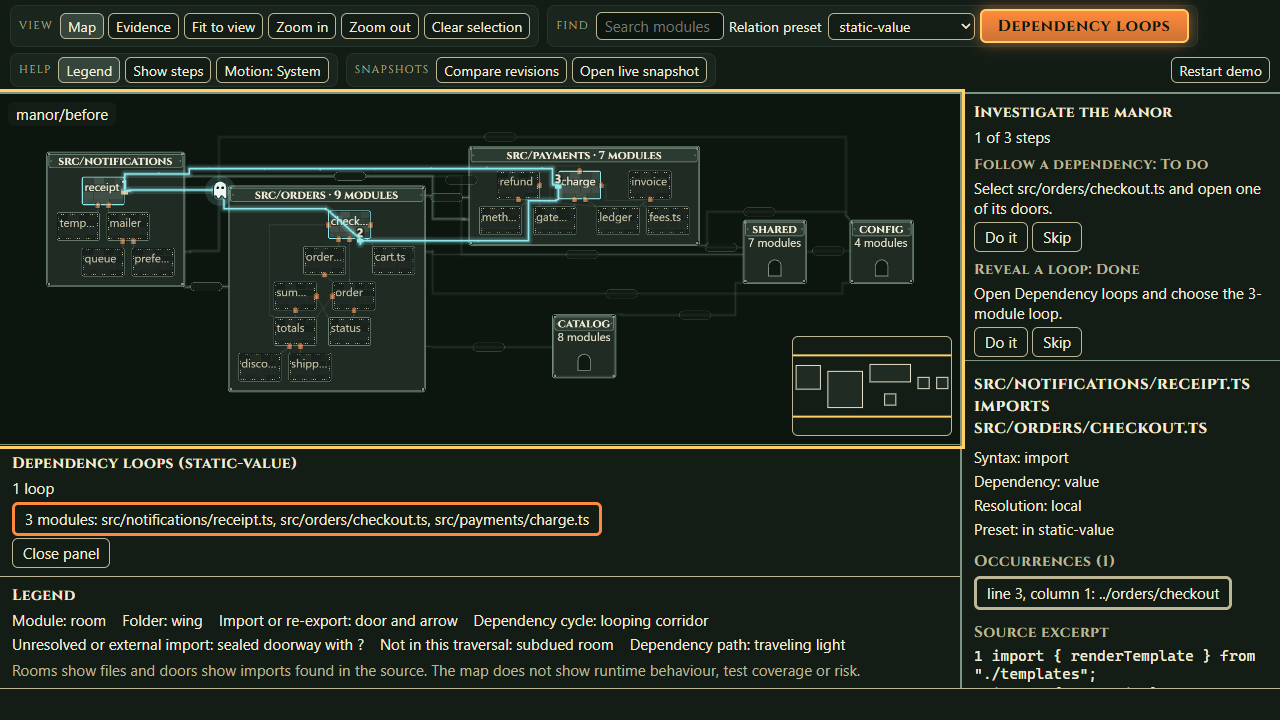 VIEW Map Evidence Fit to view Zoom in Zoom out Clear selection FIND Search modules Relation preset static-value Dependency loops
HELP Legend Show steps Motion: System SNAPSHOTS Compare revisions Open live snapshot Restart demo
manor/before
SRC/NOTIFICATIONS
receipt 1
temp... mailer
queue prefe...
SRC/ORDERS · 9 MODULES
check...
2
order... cart.ts
sum... order
totals status
disco... shipp...
SRC/PAYMENTS · 7 MODULES
refund 3 charge invoice
meth... gate... ledger fees.ts
SHARED
7 modules
CONFIG
4 modules
CATALOG
8 modules
Investigate the manor
1 of 3 steps
Follow a dependency: To do
Select src/orders/checkout.ts and open one
of its doors.
Do it Skip
Reveal a loop: Done
Open Dependency loops and choose the 3-
module loop.
Do it Skip
src/notifications/receipt.ts
imports
src/orders/checkout.ts
Syntax: import
Dependency: value
Resolution: local
Preset: in static-value
Occurrences (1)
line 3, column 1: ../orders/checkout
Source excerpt
1 import { renderTemplate } from
"./templates";
Dependency loops (static-value)
1 loop
3 modules: src/notifications/receipt.ts, src/orders/checkout.ts, src/payments/charge.ts
Close panel
Legend
Module: room Folder: wing Import or re-export: door and arrow Dependency cycle: looping corridor
Unresolved or external import: sealed doorway with ? Not in this traversal: subdued room Dependency path: traveling light
Rooms show files and doors show imports found in the source. The map does not show runtime behaviour, test coverage or risk.